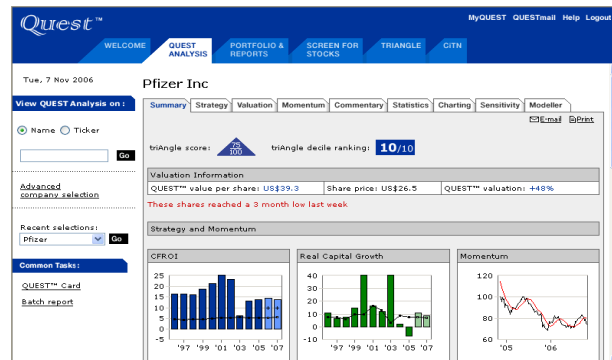 Quest™
MyQUEST QUESTmail Help Logout
WELCOME
QUEST ANALYSIS
PORTFOLIO & REPORTS
SCREEN FOR STOCKS
TRIANGLE
CiTN
Tue, 7 Nov 2006
Pfizer Inc
View QUEST Analysis on :
Summary Strategy Valuation Momentum Commentary Statistics Charting Sensitivity Modeller
E-mail Print
Name Ticker
triAngle score: 75/100 triAngle decile ranking: 10/10
Go
Valuation Information
QUEST™ value per share: US$39.3 Share price: US$26.5 QUEST™ valuation: +48%
These shares reached a 3 month low last week
Advanced
company selection
Recent selections:
Pfizer Go
Strategy and Momentum
Common Tasks:
QUEST™ Card
Batch report
CFROI
25
20
15
10
5
0
-5
'97 '99 '01 '03 '05 '07
Real Capital Growth
40
30
20
10
0
-10
'97 '99 '01 '03 '05 '07
Momentum
120
100
80
60
'05 '06